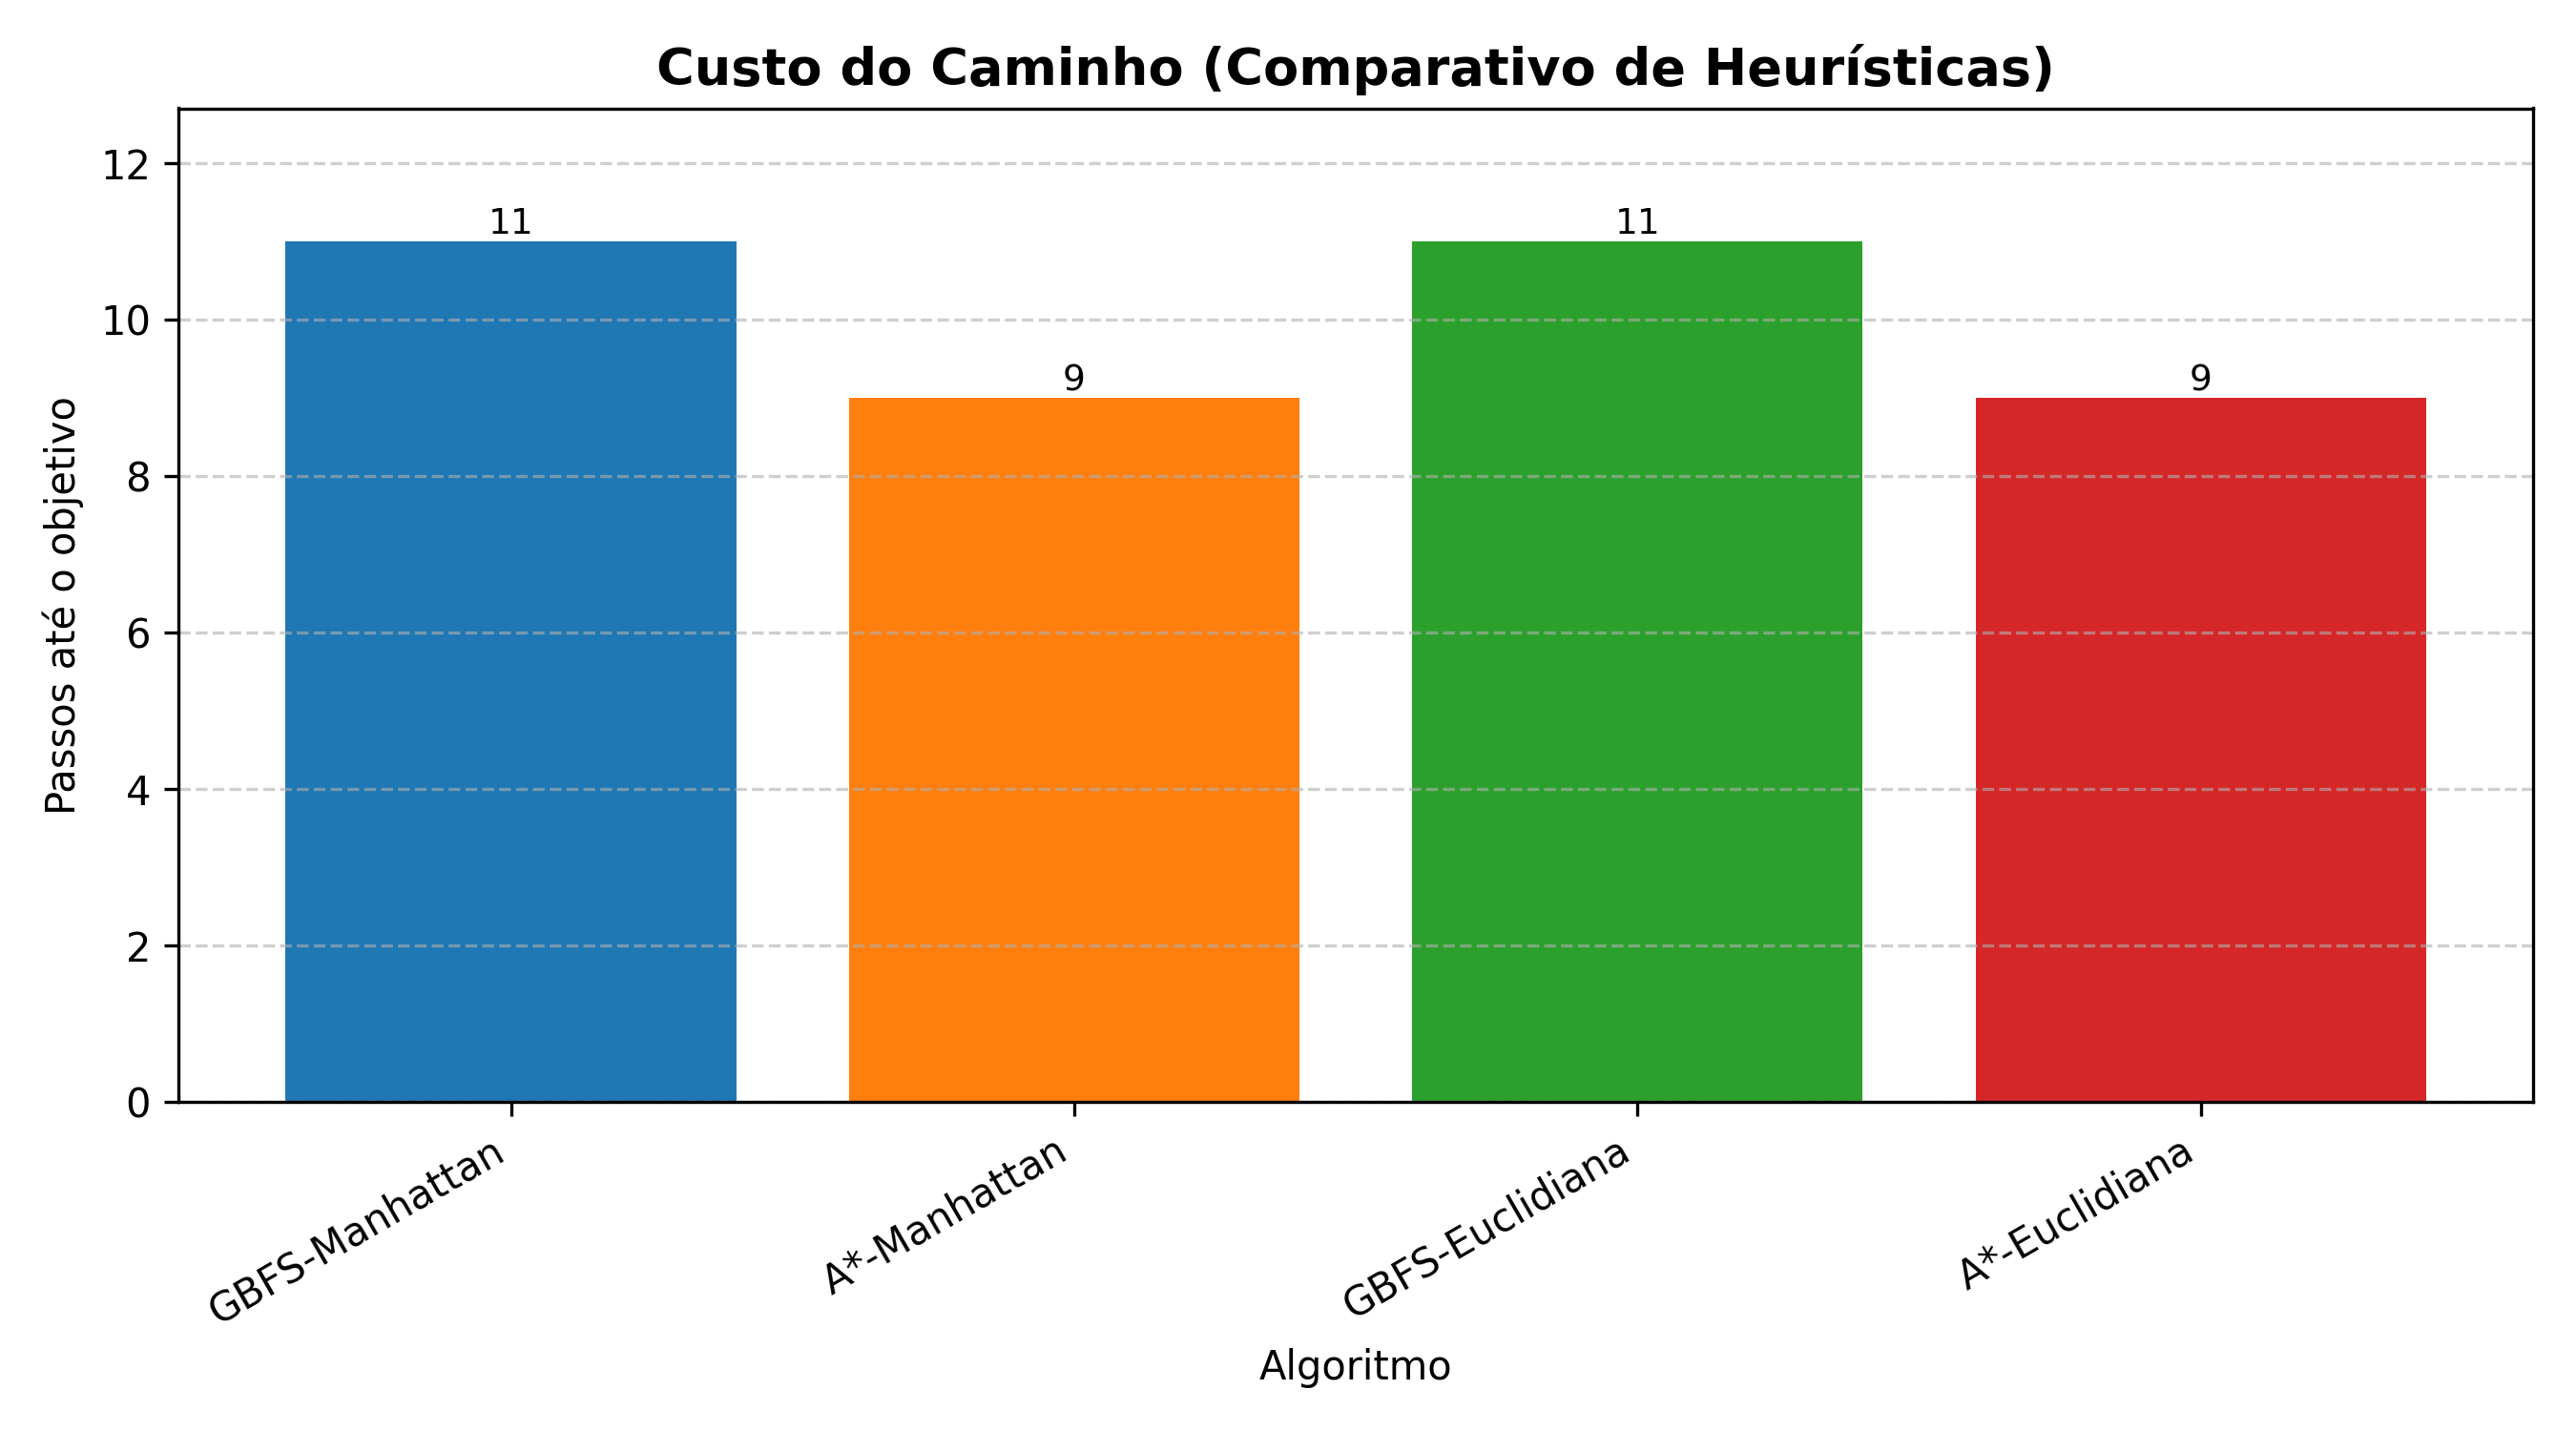 Custo do Caminho (Comparativo de Heurísticas)
Passos até o objetivo
12
10
8
6
4
2
0
11
9
11
9
GBFS-Manhattan
A*-Manhattan
GBFS-Euclidiana
A*-Euclidiana
Algoritmo